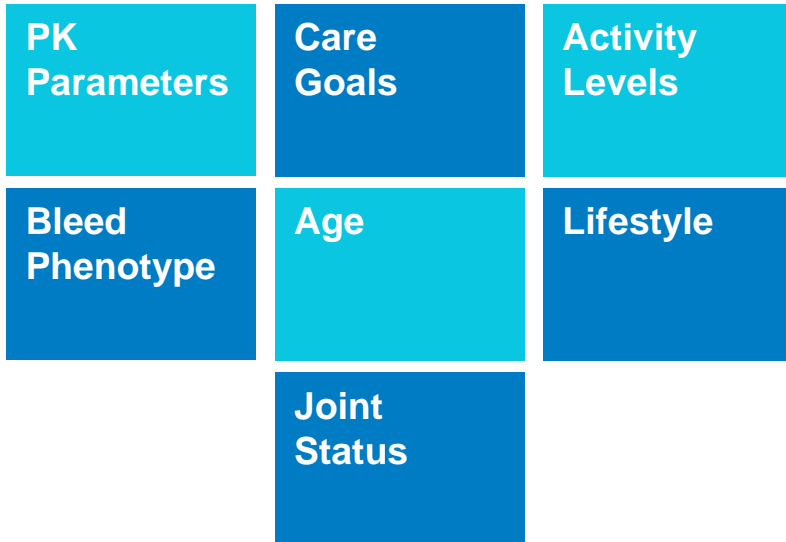 PK
Parameters
Care
Goals
Activity
Levels
Bleed
Phenotype
Age
Lifestyle
Joint
Status